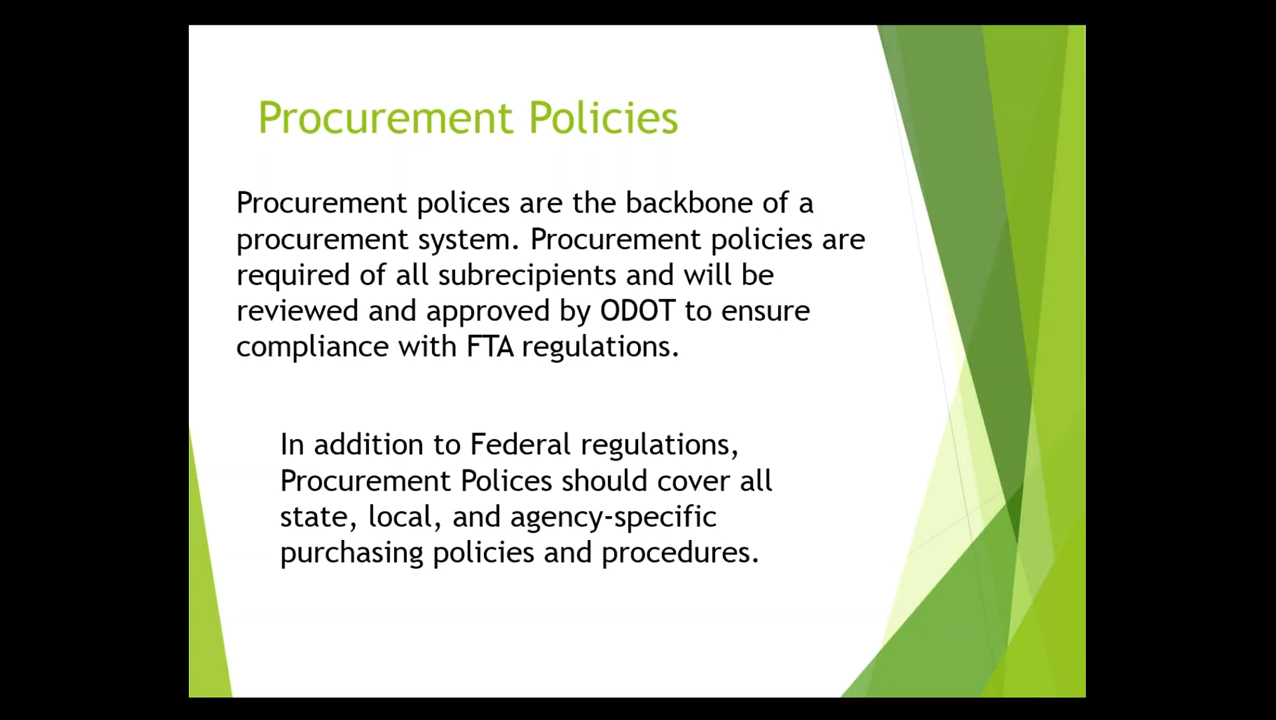 Procurement Policies
Procurement polices are the backbone of a
procurement system. Procurement policies are
required of all subrecipients and will be
reviewed and approved by ODOT to ensure
compliance with FTA regulations.
In addition to Federal regulations,
Procurement Polices should cover all
state, local, and agency-specific
purchasing policies and procedures.